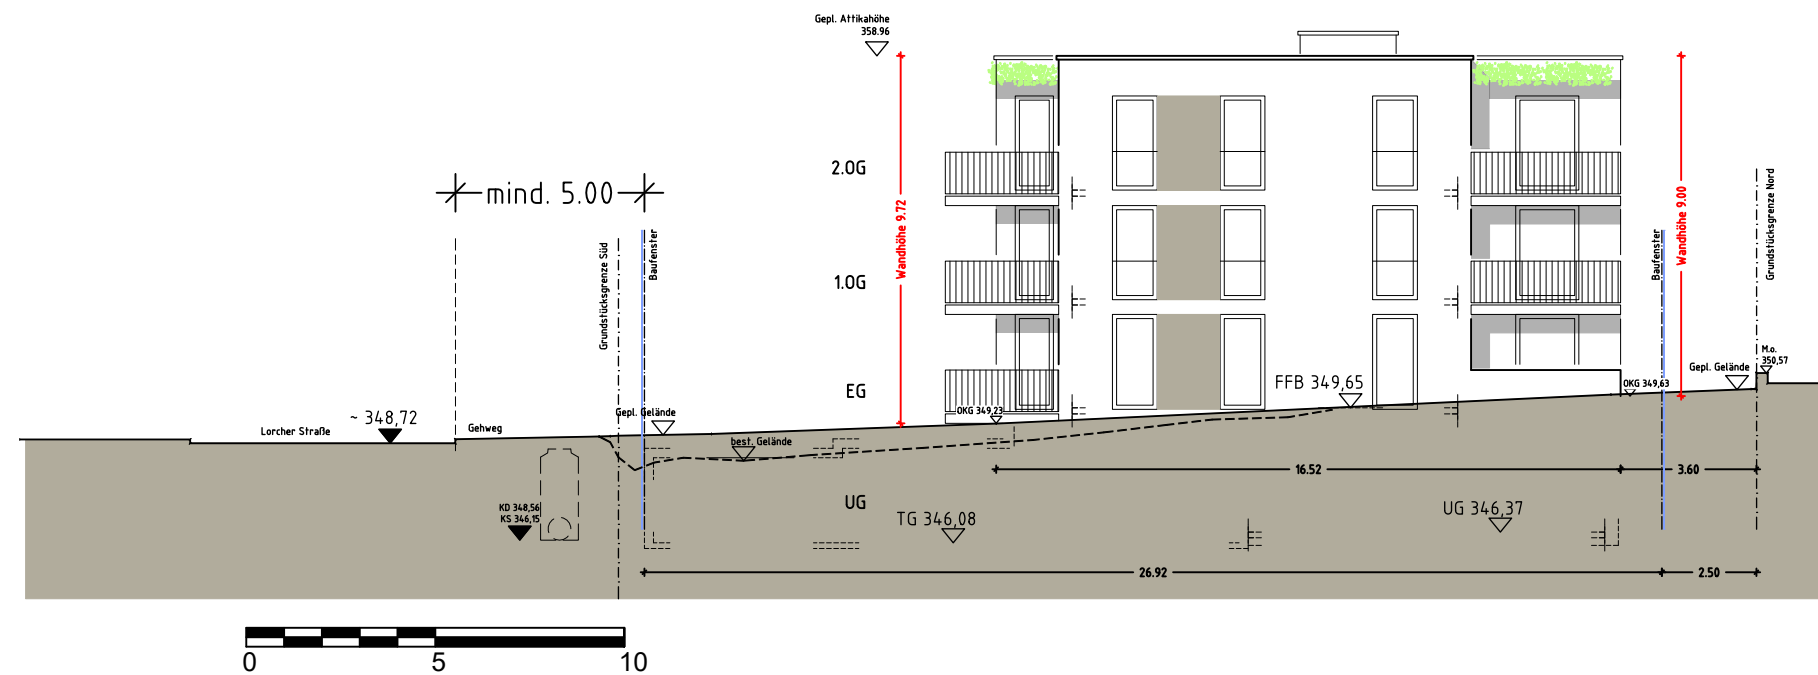 Gepl. Attikahöhe
358.96
2.OG
mind. 5.00
Wandhöhe 9.72
Wandhöhe 9.00
Grundstücksgrenze Nord
Grundstücksgrenze Süd
Baufenster
Baufenster
1.OG
M.o.
350,57
Gepl. Gelände
FFB 349,65
OKG 349,63
EG
OKG 349,23
Gepl. Gelände
~ 348,72
Lorcher Straße
Gehweg
best. Gelände
16.52
3.60
UG
KD 348,56
KS 346,15
TG 346,08
UG 346,37
26.92
2.50
0 5 10